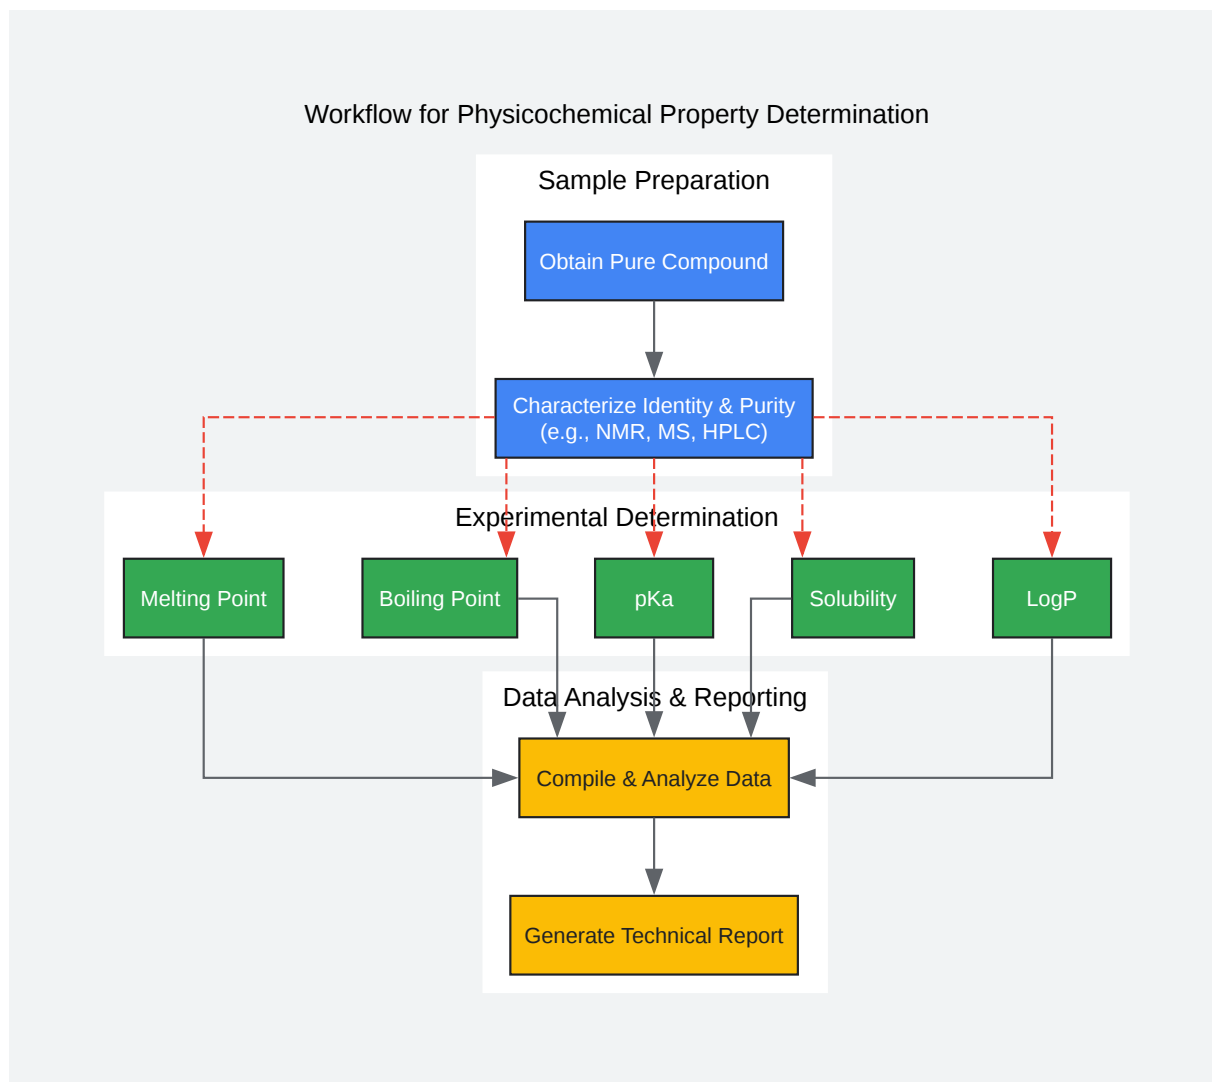 Workflow for Physicochemical Property Determination
Sample Preparation
Obtain Pure Compound
Characterize Identity & Purity
(e.g., NMR, MS, HPLC)
Experimental Determination
Melting Point
Boiling Point
pKa
Solubility
LogP
Data Analysis & Reporting
Compile & Analyze Data
Generate Technical Report